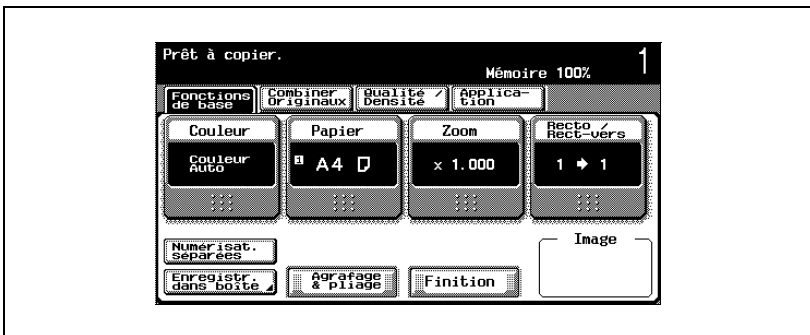 Prêt à copier.
Mémoire 100%
1
Fonctions de base
Combiner Originaux
Qualité / Densité
Applica-
tion
Couleur
Papier
Zoom
Recto /
Rect-vers
Couleur
Auto
1 A4
x 1.000
1 → 1
Numérisat.
séparées
Image
Enregistr.
dans boîte
Agrafage
& pliage
Finition